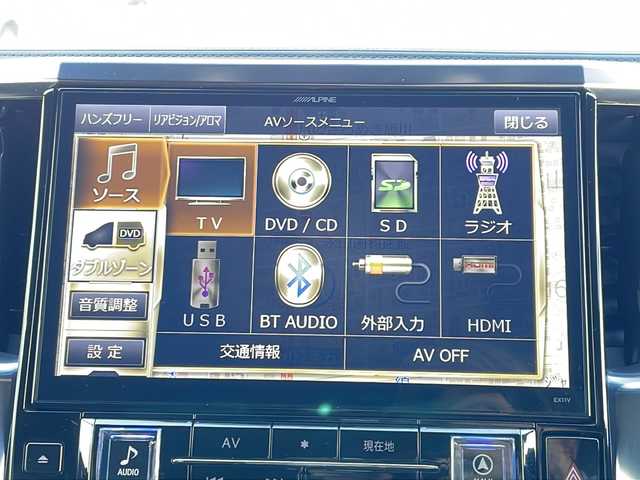 ALPINE
ハンズフリー リアビジョン/アロマ AVソースメニュー 閉じる
ソース TV DVD / CD SD ラジオ
DVD
ダブルゾーン
USB BT AUDIO 外部入力 HDMI
音質調整
設定 交通情報 AV OFF
EX11V
AV * 現在地
AUDIO